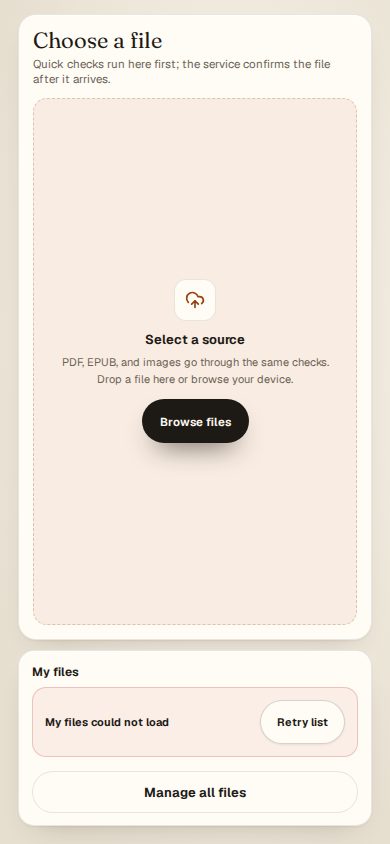 Choose a file
Quick checks run here first; the service confirms the file
after it arrives.
Select a source
PDF, EPUB, and images go through the same checks.
Drop a file here or browse your device.
Browse files
My files
My files could not load
Retry list
Manage all files